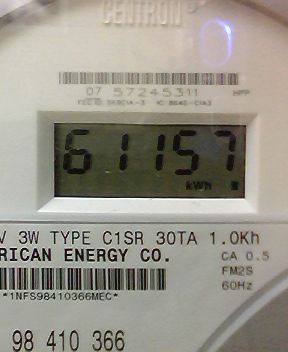 CENTRON
07 57245311
61157
kWh
V 3W TYPE C1SR 30TA 1.0Kh
RICAN ENERGY CO.
CA 0.5
FM2S
60Hz
*1NFS98410366MEC*
98 410 366